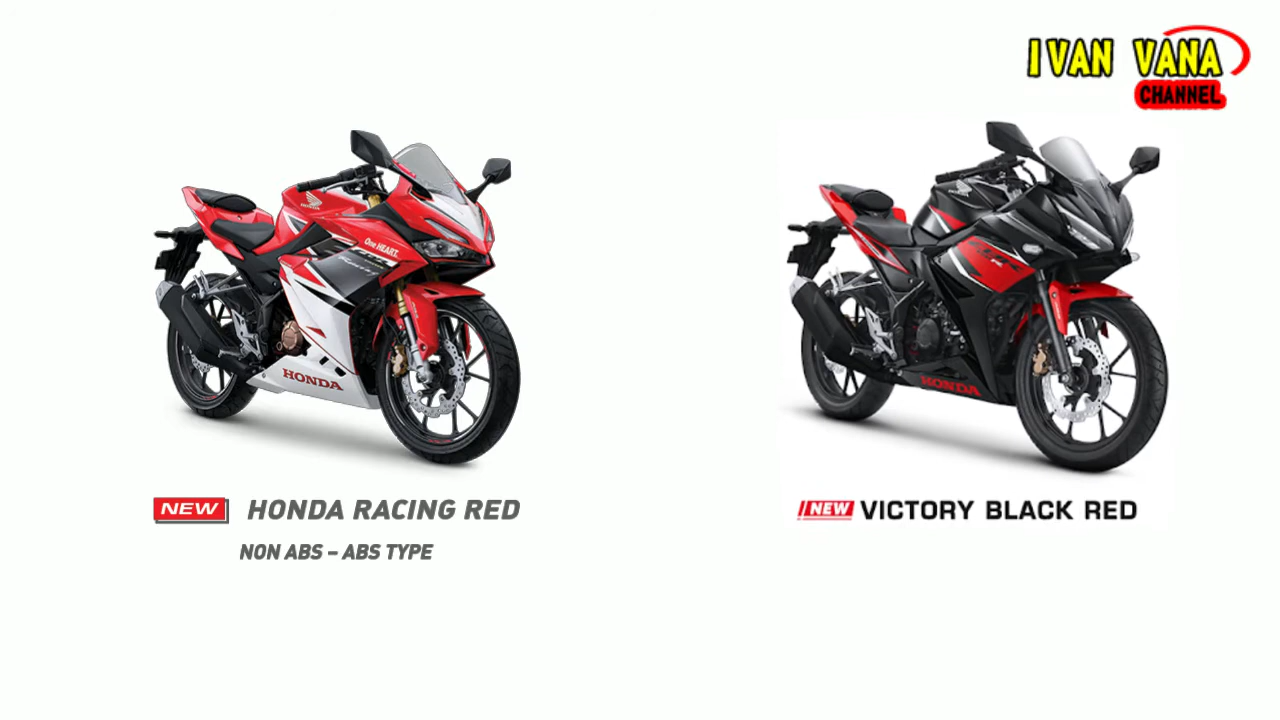 IVAN VANA
CHANNEL
HONDA
One HEART.
HONDA
NEW HONDA RACING RED
NON ABS – ABS TYPE
HONDA
NEW VICTORY BLACK RED